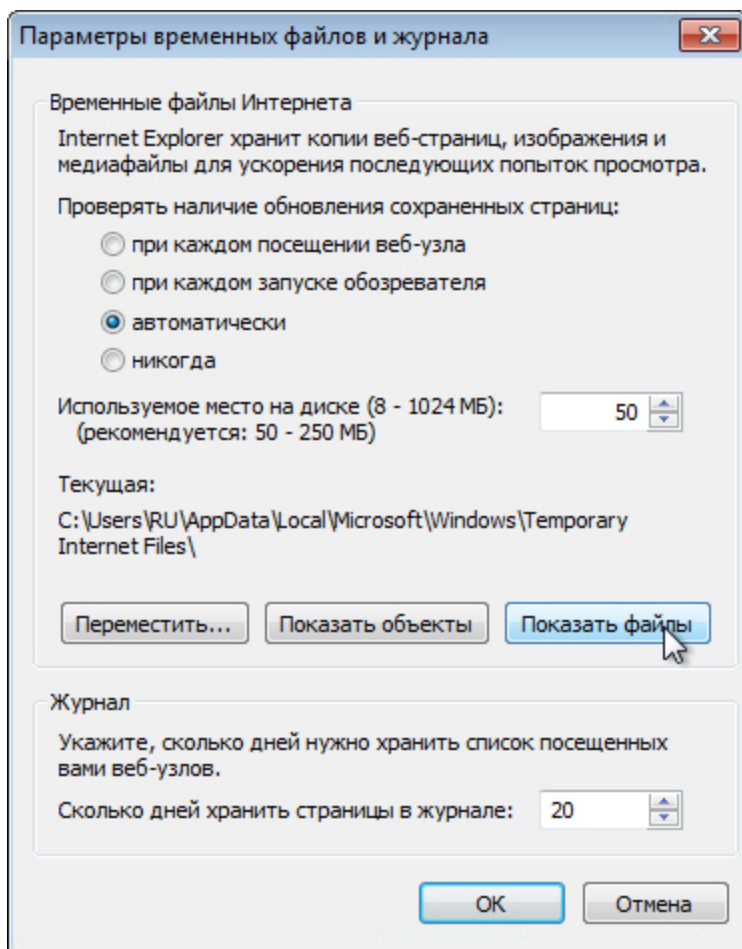 Параметры временных файлов и журнала
Временные файлы Интернета
Internet Explorer хранит копии веб-страниц, изображения и
медиафайлы для ускорения последующих попыток просмотра.
Проверять наличие обновления сохраненных страниц:
при каждом посещении веб-узла
при каждом запуске обозревателя
автоматически
никогда
Используемое место на диске (8 - 1024 МБ): 50
(рекомендуется: 50 - 250 МБ)
Текущая:
C:\Users\RU\AppData\Local\Microsoft\Windows\Temporary
Internet Files\
Переместить... Показать объекты Показать файлы
Журнал
Укажите, сколько дней нужно хранить список посещенных
вами веб-узлов.
Сколько дней хранить страницы в журнале: 20
ОК Отмена